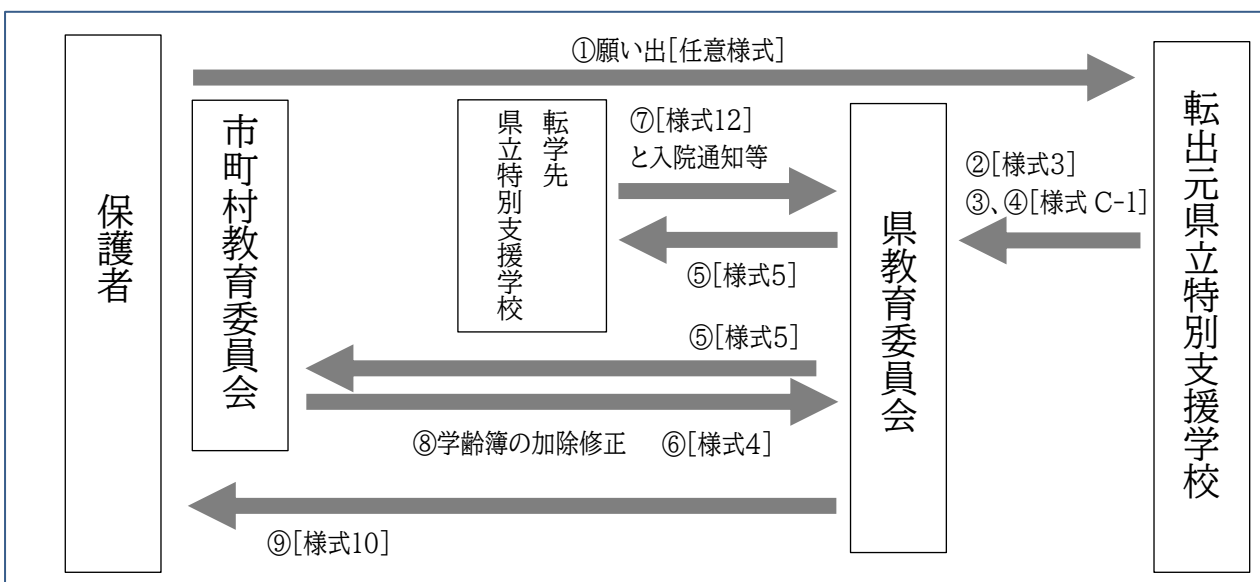 ①願い出[任意様式]
保護者
市町村教育委員会
転学先
県立特別支援学校
⑦[様式12]
と入院通知等
県教育委員会
②[様式3]
③、④[様式 C-1]
転出元県立特別支援学校
⑤[様式5]
⑤[様式5]
⑧学齢簿の加除修正 ⑥[様式4]
⑨[様式10]